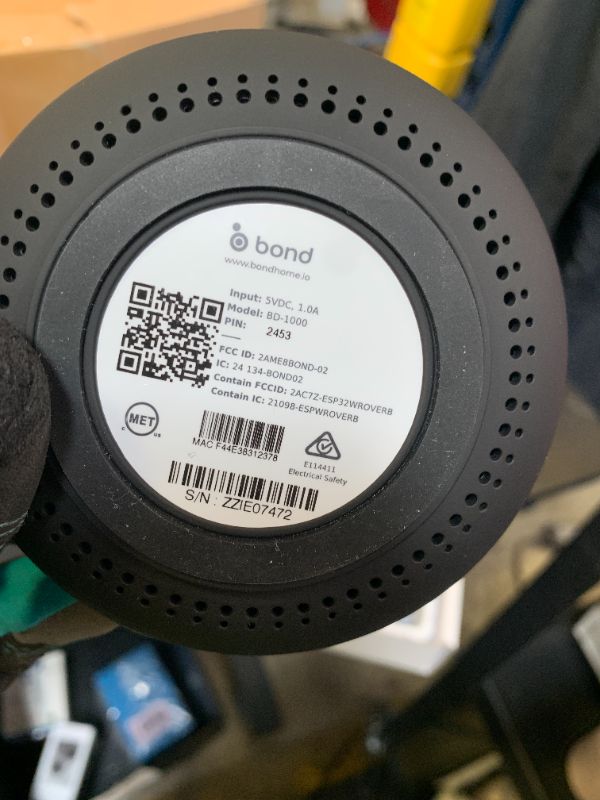 bond
www.bondhome.io
Input: 5VDC, 1.0A
Model: BD-1000
PIN: 2453
FCC ID: 2AME8BOND-02
IC: 24 134-BOND02
Contain FCCID: 2AC7Z-ESP32WROVERB
Contain IC: 21098-ESPWROVERB
c MET us
MAC F44E38312378
E114411
Electrical Safety
S/N : ZZIE07472